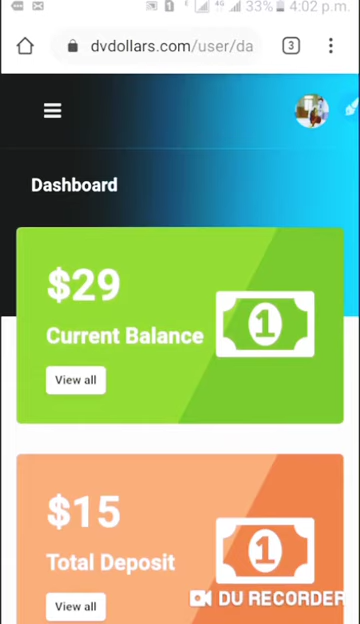 33% 4:02 p.m.
dvdollars.com/user/da
3
Dashboard
$29
Current Balance
1
View all
$15
Total Deposit
1
View all
DU RECORDER